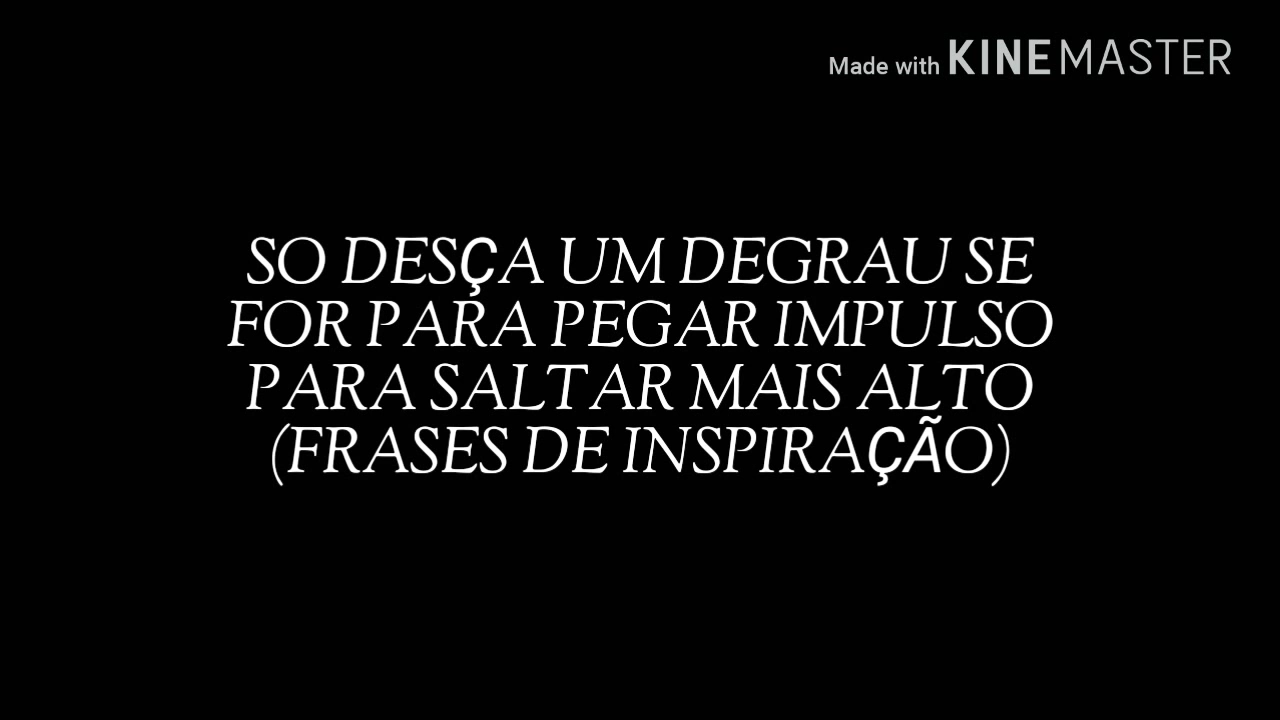 Made with KINEMASTER
SO DESÇA UM DEGRAU SE
FOR PARA PEGAR IMPULSO
PARA SALTAR MAIS ALTO
(FRASES DE INSPIRAÇÃO)